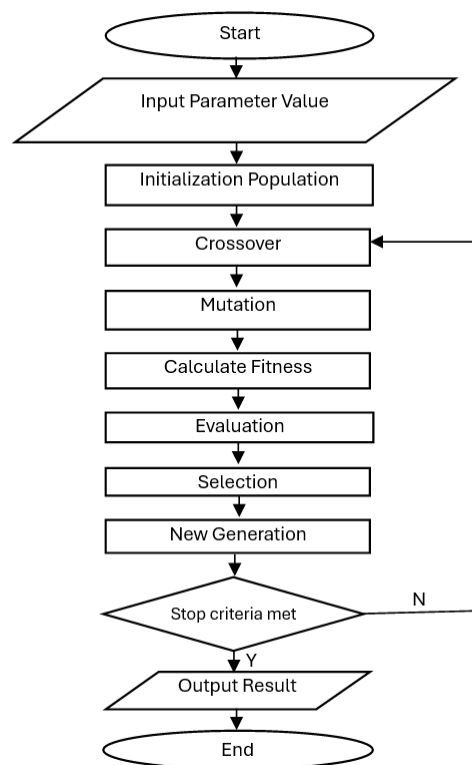 Start
Input Parameter Value
Initialization Population
Crossover
Mutation
Calculate Fitness
Evaluation
Selection
New Generation
Stop criteria met
N
Y
Output Result
End